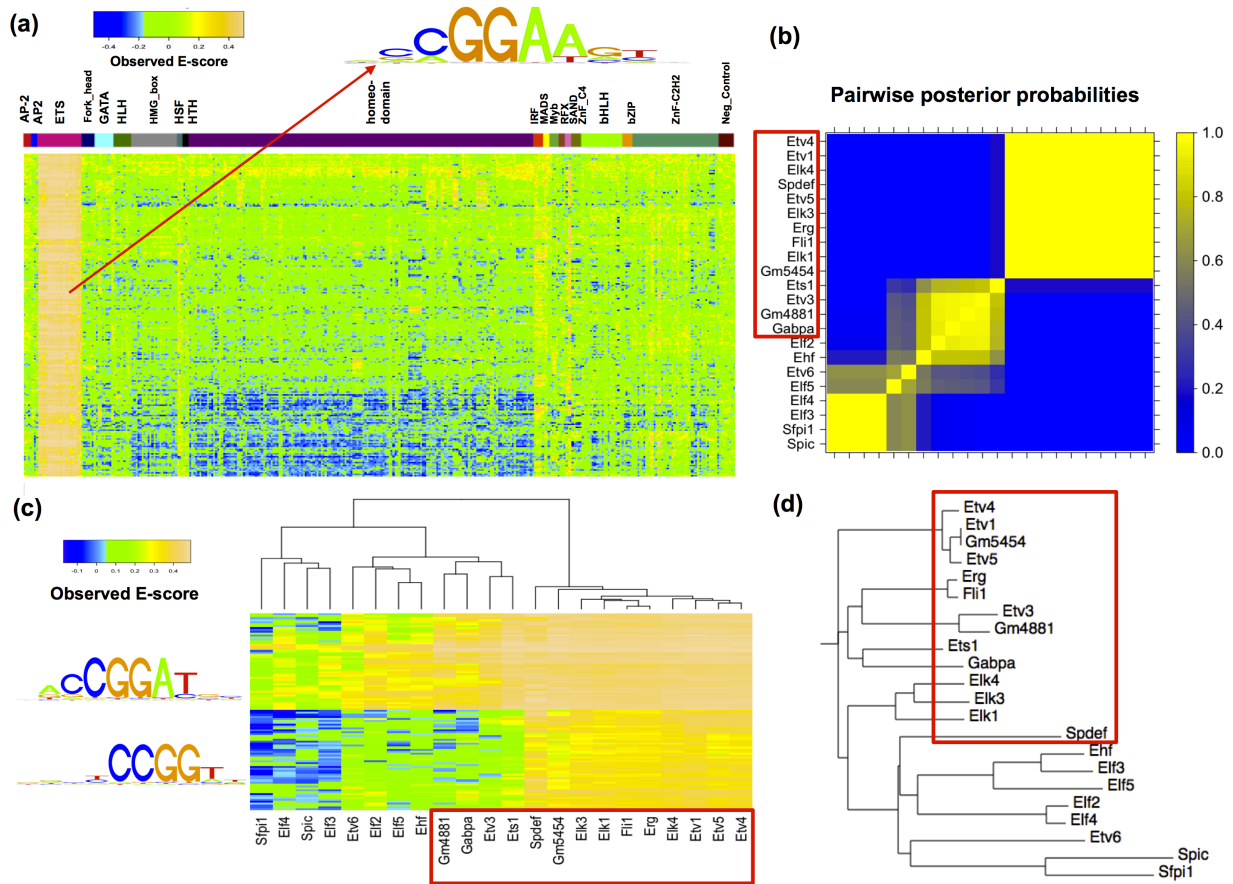 (a)
-0.4 -0.2 0 0.2 0.4
Observed E-score
CCGGAAGT
AP-2
AP2
ETS
Fork_head
GATA
HLH
HMG_box
HSF
HTH
homeo-
domain
IRF
MADS
Myb
RFX
SAND
ZnF_C4
bHLH
bZIP
ZnF-C2H2
Neg_Control
(b)
Pairwise posterior probabilities
Etv4
Etv1
Elk4
Spdef
Etv5
Elk3
Erg
Fli1
Elk1
Gm5454
Ets1
Etv3
Gm4881
Gabpa
Elf2
Ehf
Etv6
Elf5
Elf4
Elf3
Sfpi1
Spic
1.0
0.8
0.6
0.4
0.2
0.0
(c)
-0.1 0 0.1 0.2 0.3 0.4
Observed E-score
ACCGGAT
TCCGGT
Sfpi1
Elf4
Spic
Elf3
Etv6
Elf2
Elf5
Ehf
Gm4881
Gabpa
Etv3
Ets1
Spdef
Gm5454
Elk3
Elk1
Fli1
Erg
Elk4
Etv1
Etv5
Etv4
(d)
Etv4
Etv1
Gm5454
Etv5
Erg
Fli1
Etv3
Gm4881
Ets1
Gabpa
Elk4
Elk3
Elk1
Spdef
Ehf
Elf3
Elf5
Elf2
Elf4
Etv6
Spic
Sfpi1